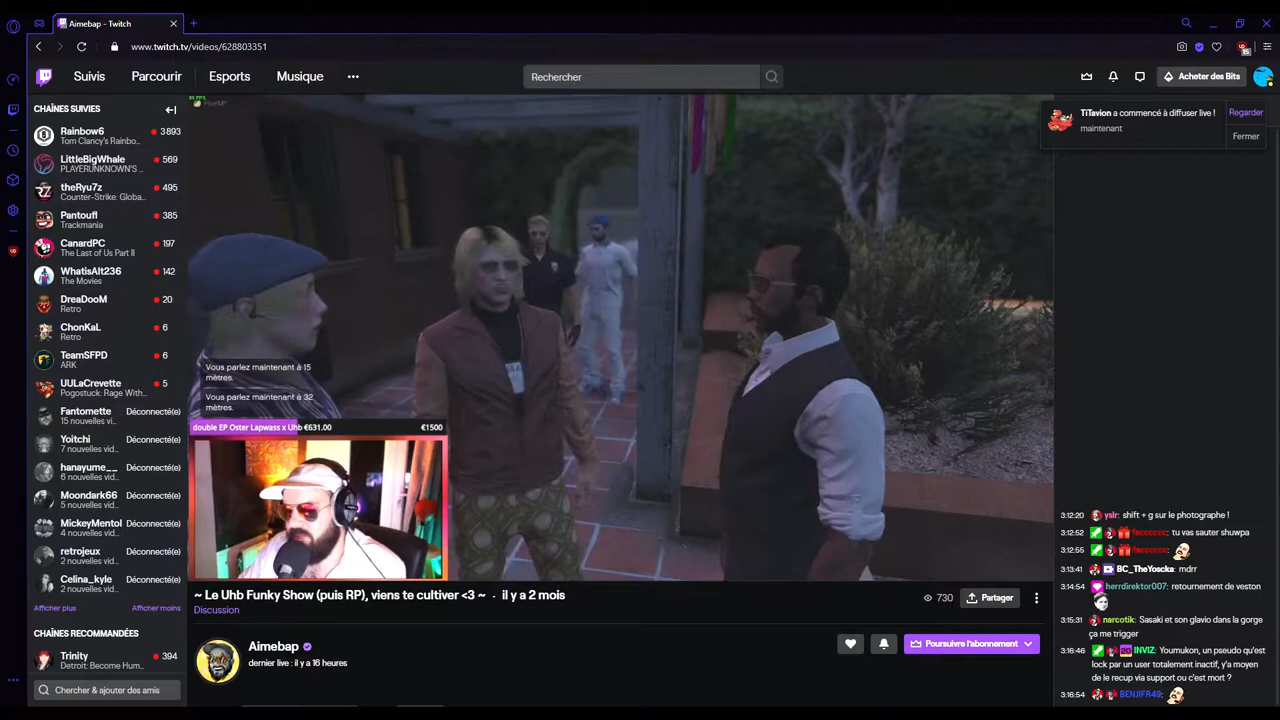 Aimebap - Twitch
www.twitch.tv/videos/628803351
15
Suivis
Parcourir
Esports
Musique
Rechercher
Acheter des Bits
CHAÎNES SUIVIES
Rainbow6
3 893
Tom Clancy's Rainbo...
LittleBigWhale
569
PLAYERUNKNOWN'S ...
theRyu7z
495
Counter-Strike: Globa...
Pantoufl
385
Trackmania
CanardPC
197
The Last of Us Part II
WhatisAlt236
142
The Movies
DreaDooM
20
Retro
ChonKaL
6
Retro
TeamSFPD
6
ARK
UULaCrevette
5
Pogostuck: Rage With...
Fantomette
Déconnecté(e)
15 nouvelles vid...
Yoitchi
Déconnecté(e)
7 nouvelles vid...
hanayume__
Déconnecté(e)
6 nouvelles vid...
Moondark66
Déconnecté(e)
5 nouvelles vid...
MickeyMentol
Déconnecté(e)
4 nouvelles vid...
retrojeux
Déconnecté(e)
2 nouvelles vid...
Celina_kyle
Déconnecté(e)
2 nouvelles vid...
Afficher plus
Afficher moins
CHAÎNES RECOMMANDÉES
Trinity
394
Detroit: Become Hum...
Chercher & ajouter des amis
FiveM®
Vous parlez maintenant à 15
mètres.
Vous parlez maintenant à 32
mètres.
double EP Oster Lapwass x Uhb €631.00
€1500
~ Le Uhb Funky Show (puis RP), viens te cultiver <3 ~ - il y a 2 mois
Discussion
730
Partager
Aimebap
dernier live : il y a 16 heures
Poursuivre l'abonnement
TiTavion a commencé à diffuser live !
maintenant
Regarder
Fermer
3:12:20 yslr: shift + g sur le photographe !
3:12:52 tu vas sauter shuwpa
3:12:55
3:13:41 BC_TheYoscka: mdrr
3:14:54 herrdirektor007: retournement de veston
3:15:31 narcotik: Sasaki et son glavio dans la gorge
ça me trigger
3:16:46 INVIZ: Youmukon, un pseudo qu'est
lock par un user totalement inactif, y'a moyen
de le recup via support ou c'est mort ?
3:16:54 BENJIFR49: